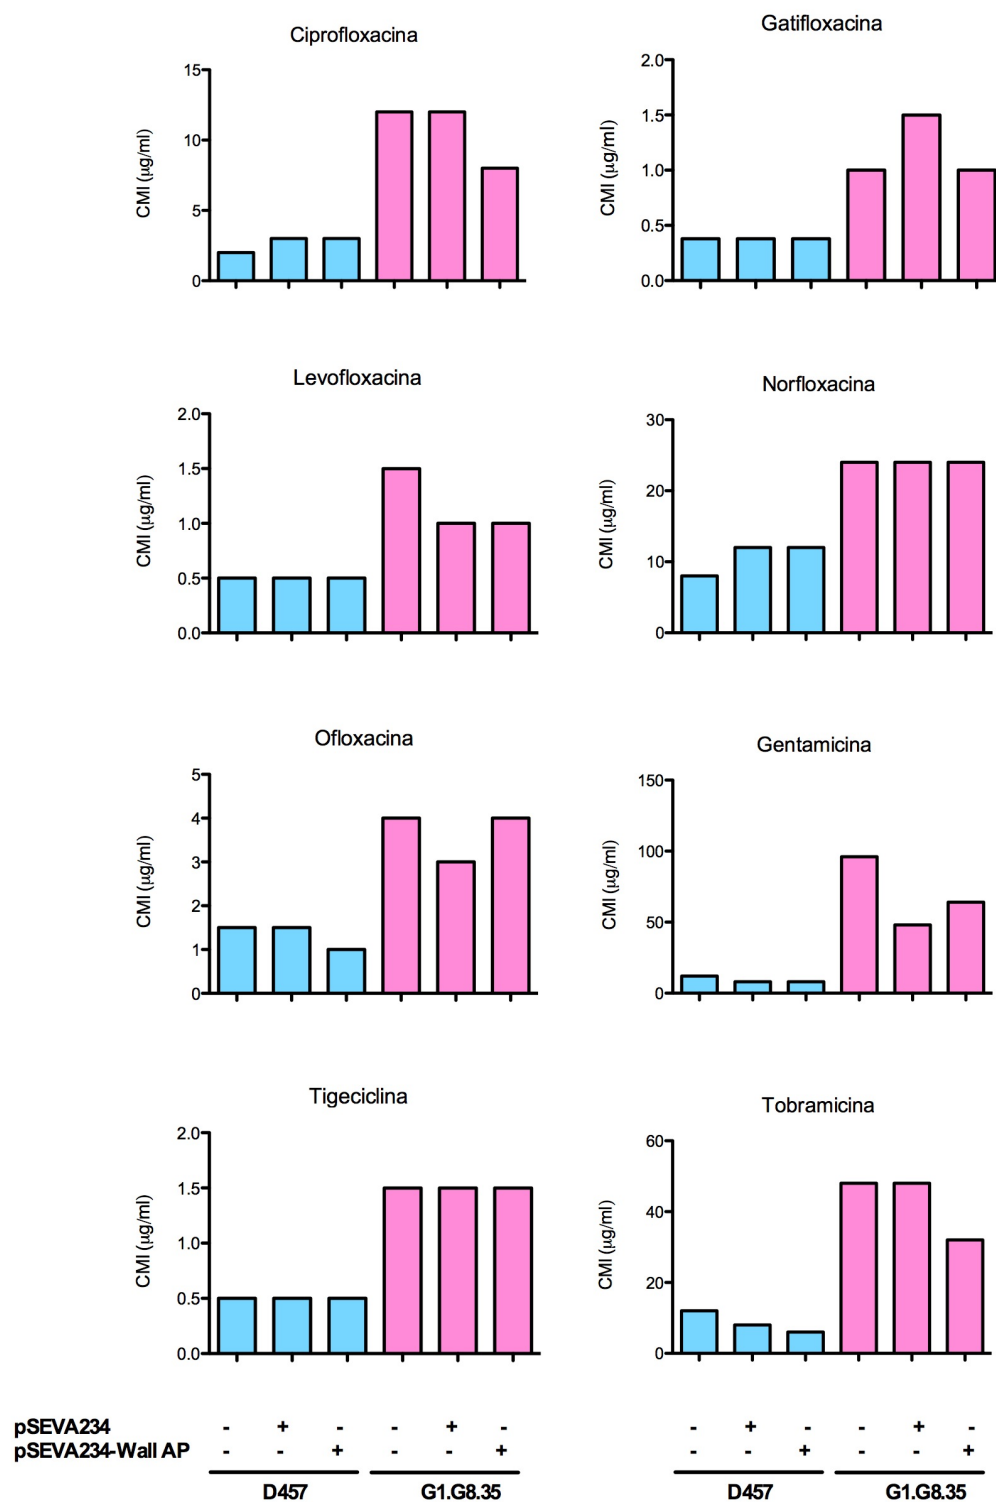 Ciprofloxacina
CMI (µg/ml)
15
10
5
0
Gatifloxacina
CMI (µg/ml)
2.0
1.5
1.0
0.5
0.0
Levofloxacina
CMI (µg/ml)
2.0
1.5
1.0
0.5
0.0
Norfloxacina
CMI (µg/ml)
30
20
10
0
Ofloxacina
CMI (µg/ml)
5
4
3
2
1
0
Gentamicina
CMI (µg/ml)
150
100
50
0
Tigeciclina
CMI (µg/ml)
2.0
1.5
1.0
0.5
0.0
Tobramicina
CMI (µg/ml)
60
40
20
0
pSEVA234 - + - - + - - + - - + -
pSEVA234-Wall AP - - + - - + - - + - - +
D457 G1.G8.35 D457 G1.G8.35